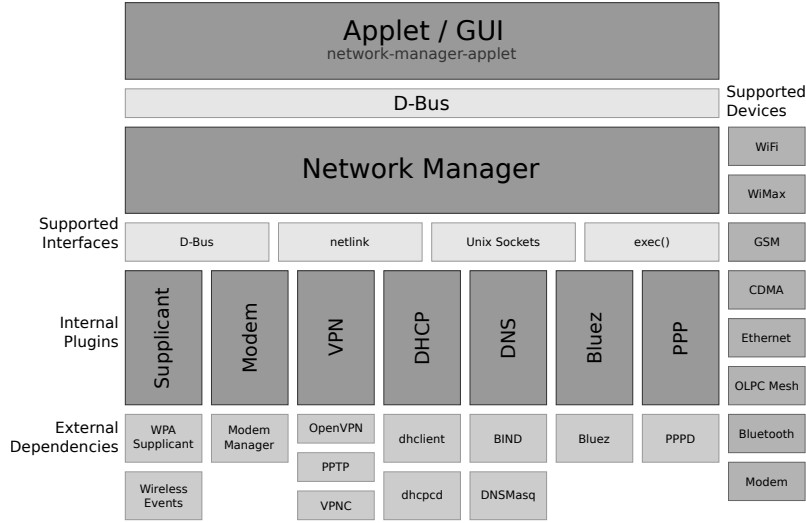 Applet / GUI
network-manager-applet
D-Bus
Network Manager
Supported
Interfaces
D-Bus
netlink
Unix Sockets
exec()
Internal
Plugins
Supplicant
Modem
VPN
DHCP
DNS
Bluez
PPP
External
Dependencies
WPA
Supplicant
Wireless
Events
Modem
Manager
OpenVPN
PPTP
VPNC
dhclient
dhcpcd
BIND
DNSMasq
Bluez
PPPD
Supported
Devices
WiFi
WiMax
GSM
CDMA
Ethernet
OLPC Mesh
Bluetooth
Modem